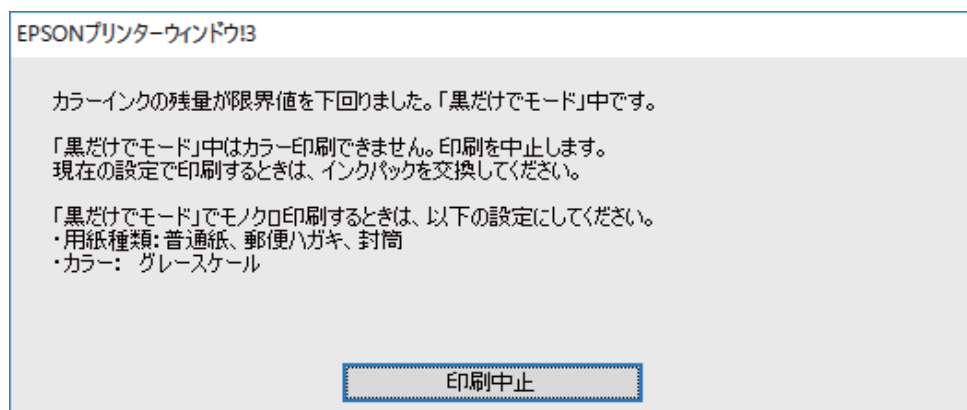 EPSONプリンターウィンドウ!3
カラーインクの残量が限界値を下回りました。「黒だけでモード」中です。
「黒だけでモード」中はカラー印刷できません。印刷を中止します。
現在の設定で印刷するときは、インクパックを交換してください。
「黒だけでモード」でモノクロ印刷するときは、以下の設定にしてください。
・用紙種類：普通紙、郵便ハガキ、封筒
・カラー： グレースケール
印刷中止